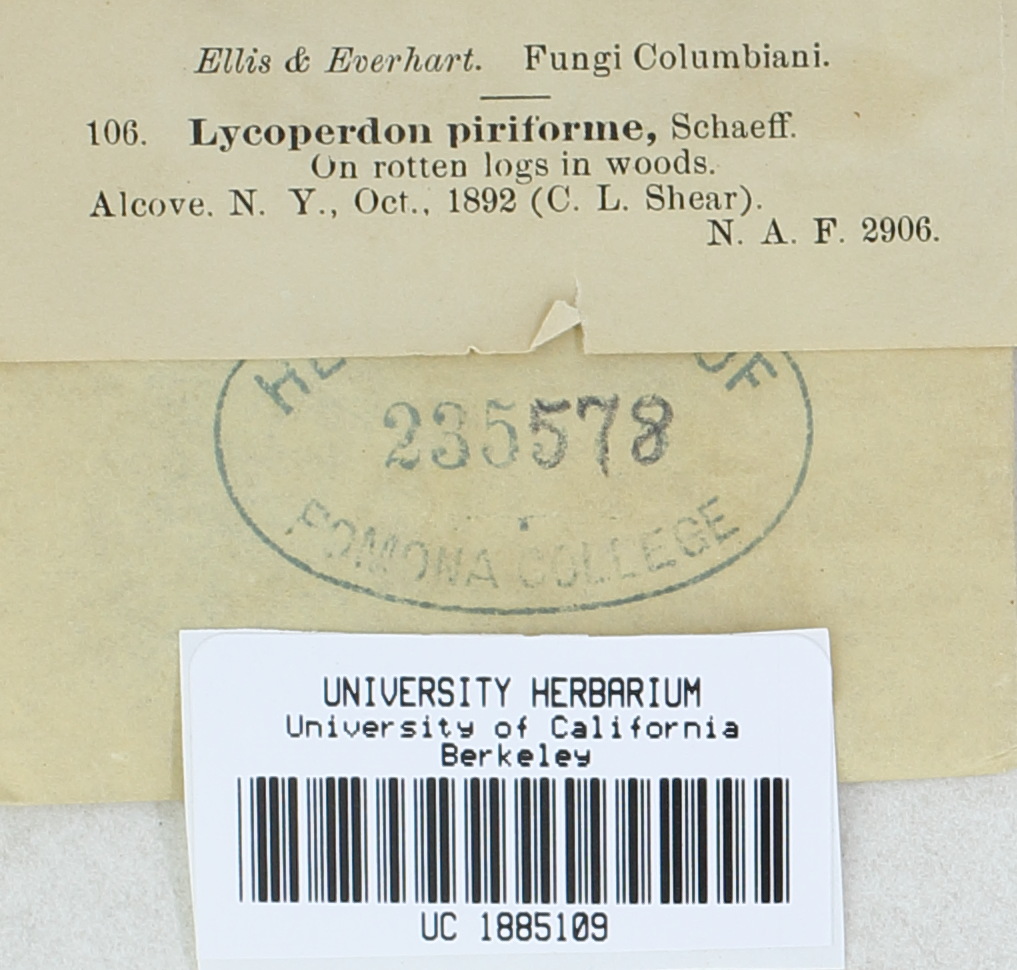 Ellis & Everhart. Fungi Columbiani.
106. Lycoperdon piriforme, Schaeff.
On rotten logs in woods.
Alcove, N. Y., Oct., 1892 (C. L. Shear).
N. A. F. 2906.
OF
235578
POMONA COLLEGE
UNIVERSITY HERBARIUM
University of California
Berkeley
UC 1885109